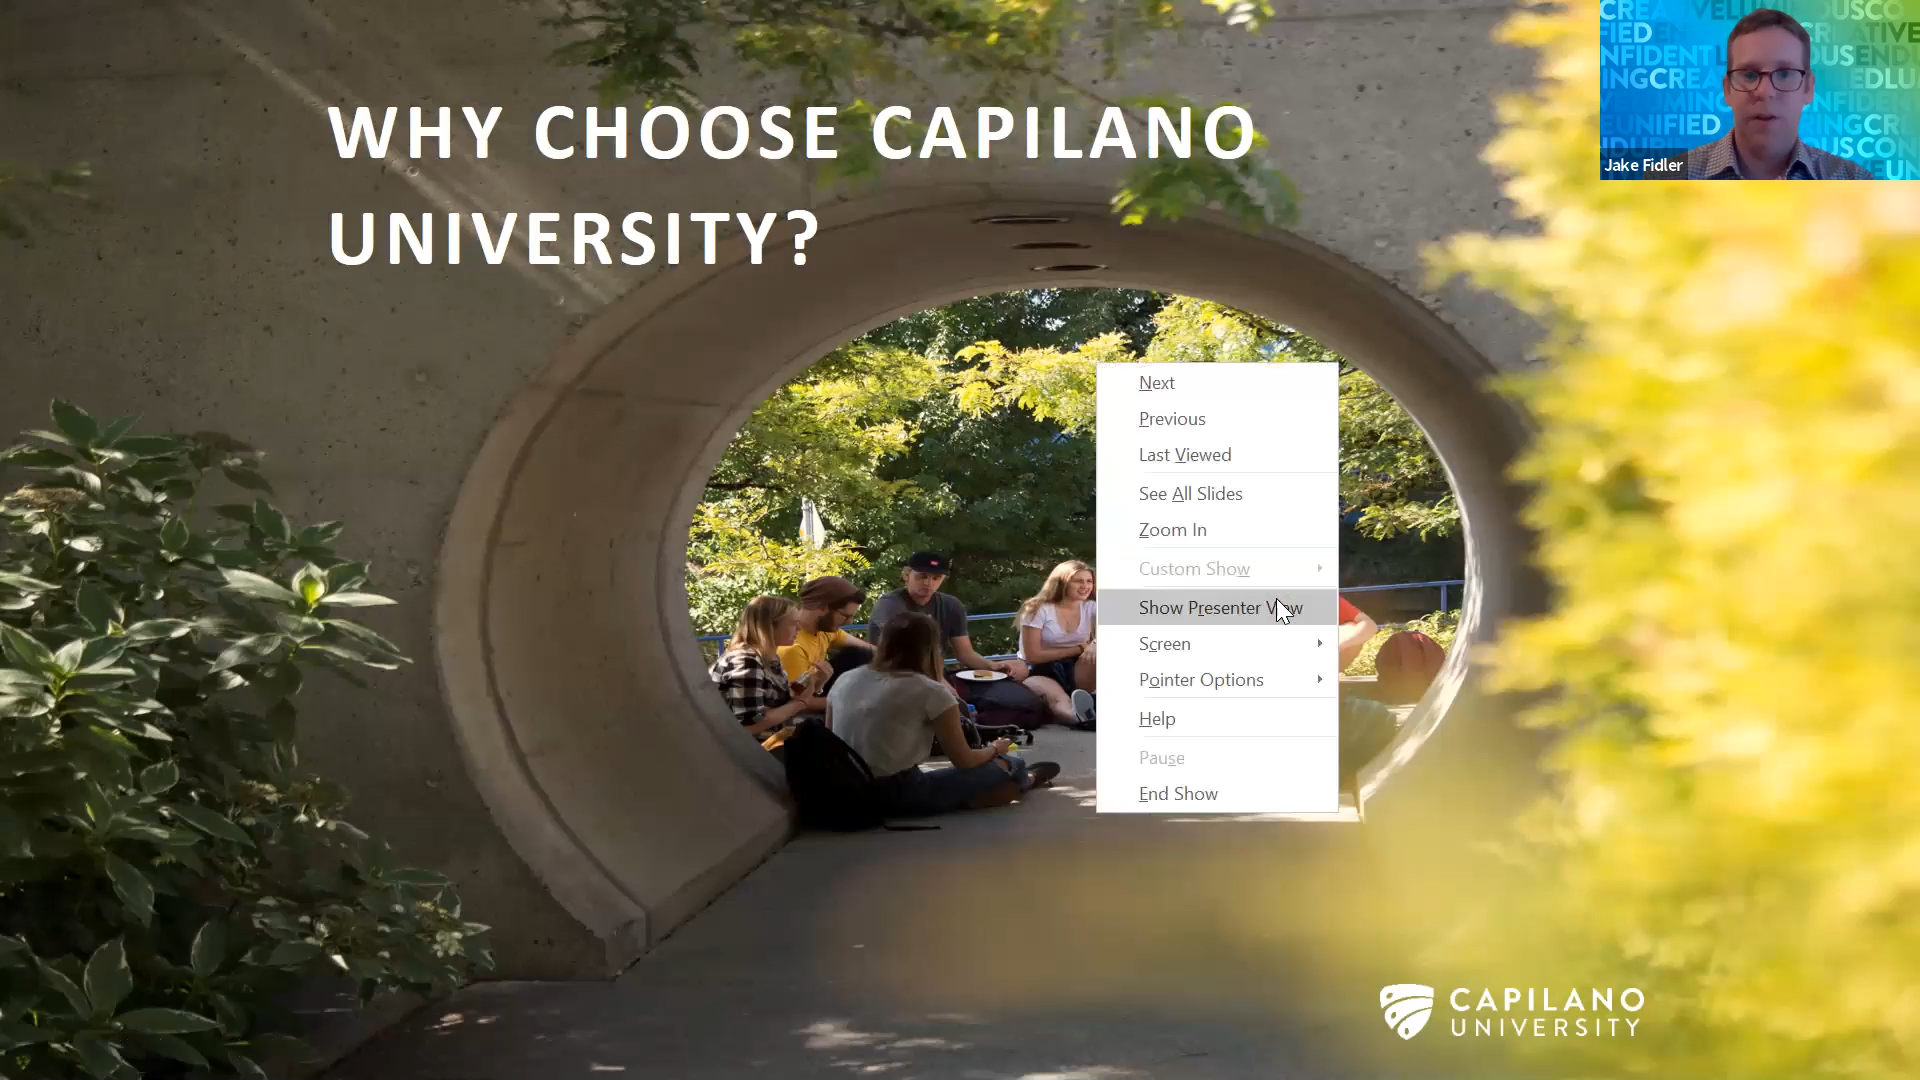 WHY CHOOSE CAPILANO
UNIVERSITY?
Jake Fidler
Next
Previous
Last Viewed
See All Slides
Zoom In
Custom Show
Show Presenter View
Screen
Pointer Options
Help
Pause
End Show
CAPILANO
UNIVERSITY